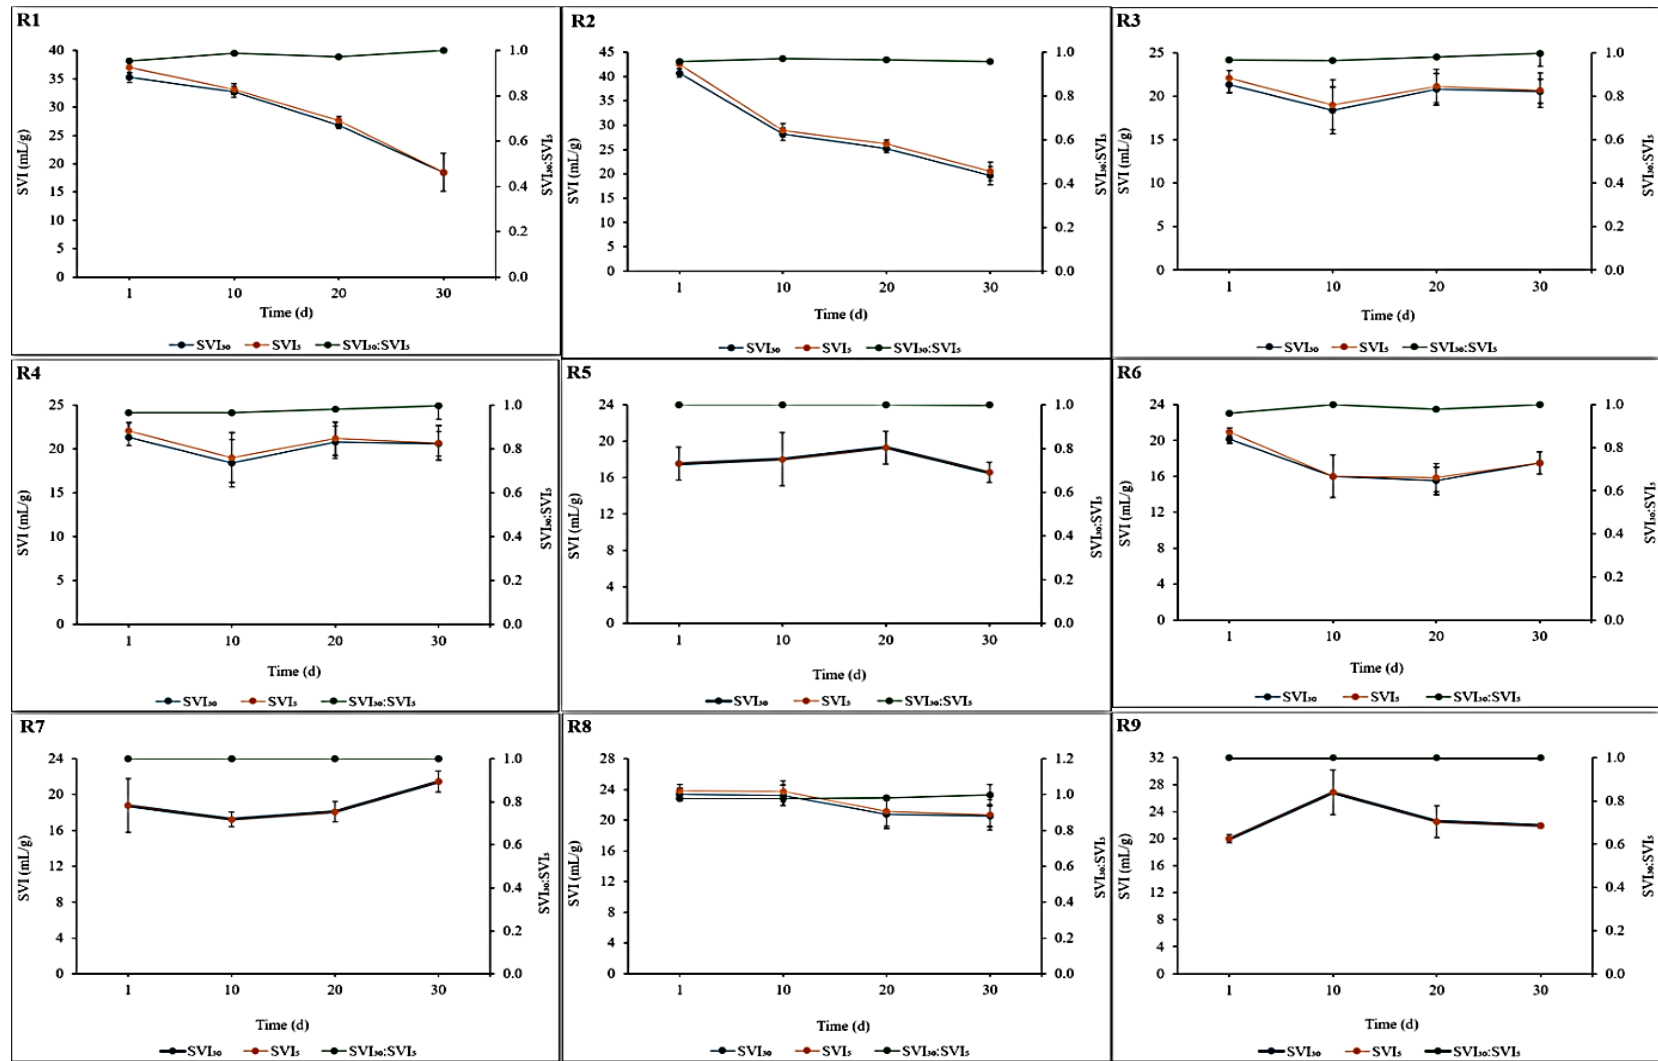 R1
40
35
30
25
20
15
10
5
0
SVI (mL/g)
1.0
0.8
0.6
0.4
0.2
0.0
SVI₃₀:SVI₅
1 10 20 30
Time (d)
SVI₃₀ SVI₅ SVI₃₀:SVI₅
R2
45
40
35
30
25
20
15
10
5
0
SVI (mL/g)
1.0
0.8
0.6
0.4
0.2
0.0
SVI₃₀:SVI₅
1 10 20 30
Time (d)
SVI₃₀ SVI₅ SVI₃₀:SVI₅
R3
25
20
15
10
5
0
SVI (mL/g)
1.0
0.8
0.6
0.4
0.2
0.0
SVI₃₀:SVI₅
1 10 20 30
Time (d)
SVI₃₀ SVI₅ SVI₃₀:SVI₅
R4
25
20
15
10
5
0
SVI (mL/g)
1.0
0.8
0.6
0.4
0.2
0.0
SVI₃₀:SVI₅
1 10 20 30
Time (d)
SVI₃₀ SVI₅ SVI₃₀:SVI₅
R5
24
20
16
12
8
4
0
SVI (mL/g)
1.0
0.8
0.6
0.4
0.2
0.0
SVI₃₀:SVI₅
1 10 20 30
Time (d)
SVI₃₀ SVI₅ SVI₃₀:SVI₅
R6
24
20
16
12
8
4
0
SVI (mL/g)
1.0
0.8
0.6
0.4
0.2
0.0
SVI₃₀:SVI₅
1 10 20 30
Time (d)
SVI₃₀ SVI₅ SVI₃₀:SVI₅
R7
24
20
16
12
8
4
0
SVI (mL/g)
1.0
0.8
0.6
0.4
0.2
0.0
SVI₃₀:SVI₅
1 10 20 30
Time (d)
SVI₃₀ SVI₅ SVI₃₀:SVI₅
R8
28
24
20
16
12
8
4
0
SVI (mL/g)
1.2
1.0
0.8
0.6
0.4
0.2
0.0
SVI₃₀:SVI₅
1 10 20 30
Time (d)
SVI₃₀ SVI₅ SVI₃₀:SVI₅
R9
32
28
24
20
16
12
8
4
0
SVI (mL/g)
1.0
0.8
0.6
0.4
0.2
0.0
SVI₃₀:SVI₅
1 10 20 30
Time (d)
SVI₃₀ SVI₅ SVI₃₀:SVI₅